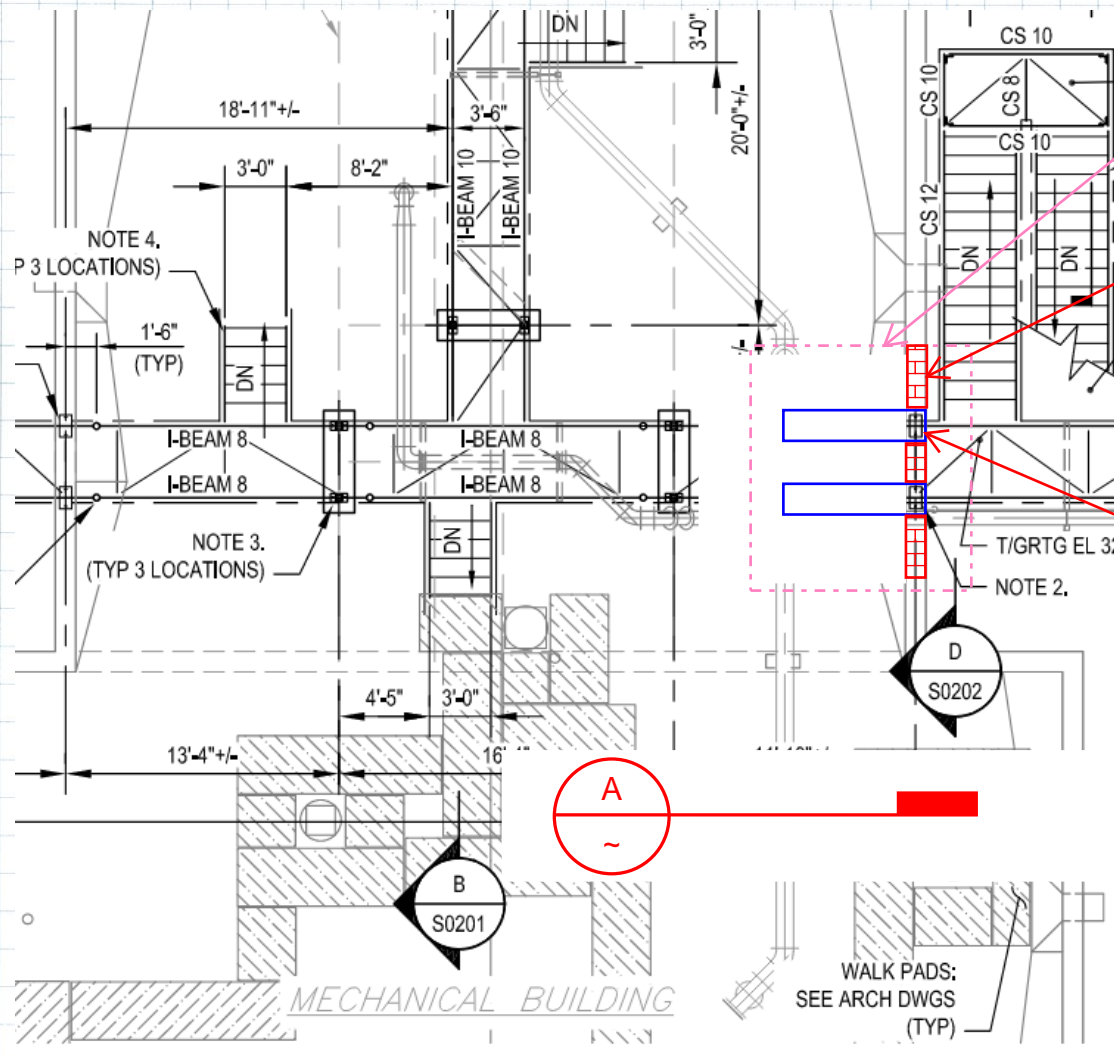 DN
3'-0"
CS 10
CS 10
CS 8
CS 10
18'-11"+/-
3'-6"
20'-0"+/-
3'-0"
8'-2"
I-BEAM 10
I-BEAM 10
CS 12
NOTE 4.
P 3 LOCATIONS)
DN
DN
1'-6"
(TYP)
DN
I-BEAM 8
I-BEAM 8
I-BEAM 8
I-BEAM 8
NOTE 3.
(TYP 3 LOCATIONS)
DN
T/GRTG EL 32
NOTE 2.
D
S0202
4'-5"
3'-0"
13'-4"+/-
A
~
B
S0201
WALK PADS:
SEE ARCH DWGS
(TYP)
MECHANICAL BUILDING